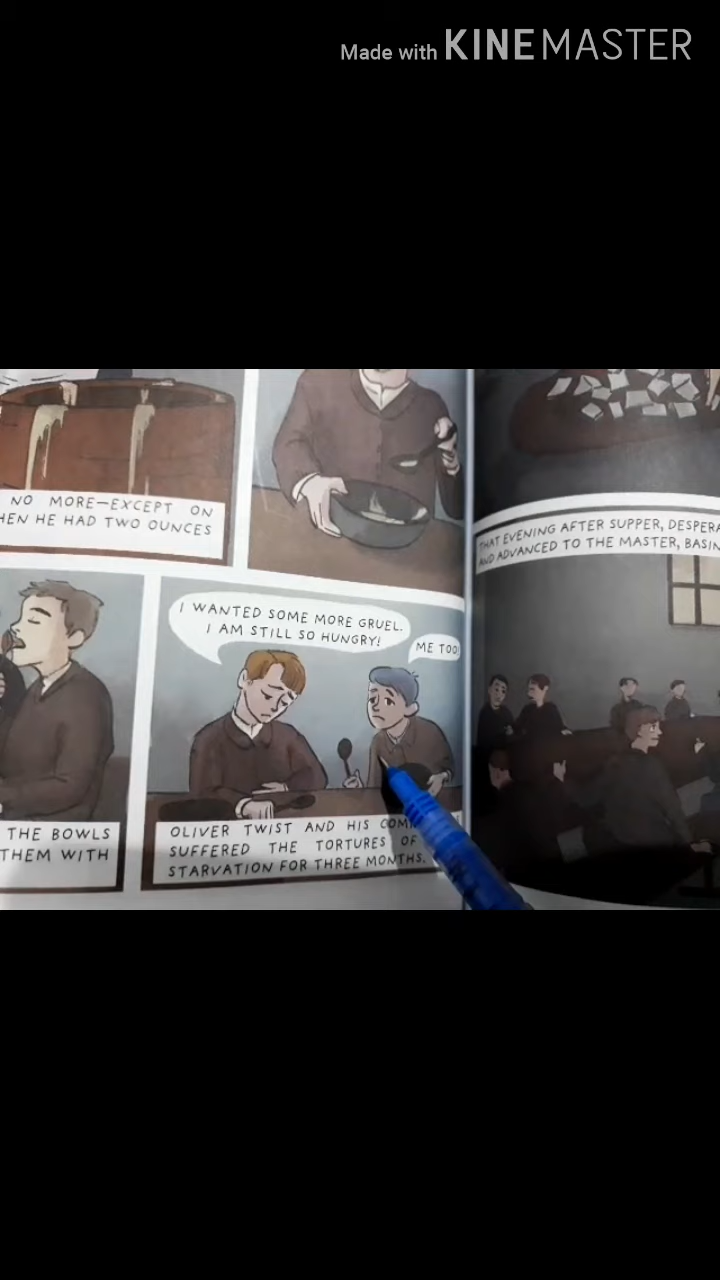 Made with KINEMASTER
NO MORE—EXCEPT ON
HEN HE HAD TWO OUNCES
THE BOWLS
THEM WITH
I WANTED SOME MORE GRUEL.
I AM STILL SO HUNGRY!
ME TOO!
OLIVER TWIST AND HIS
SUFFERED THE TORTURES OF
STARVATION FOR THREE MONTHS.
THAT EVENING AFTER SUPPER,
AND ADVANCED TO THE MASTER,